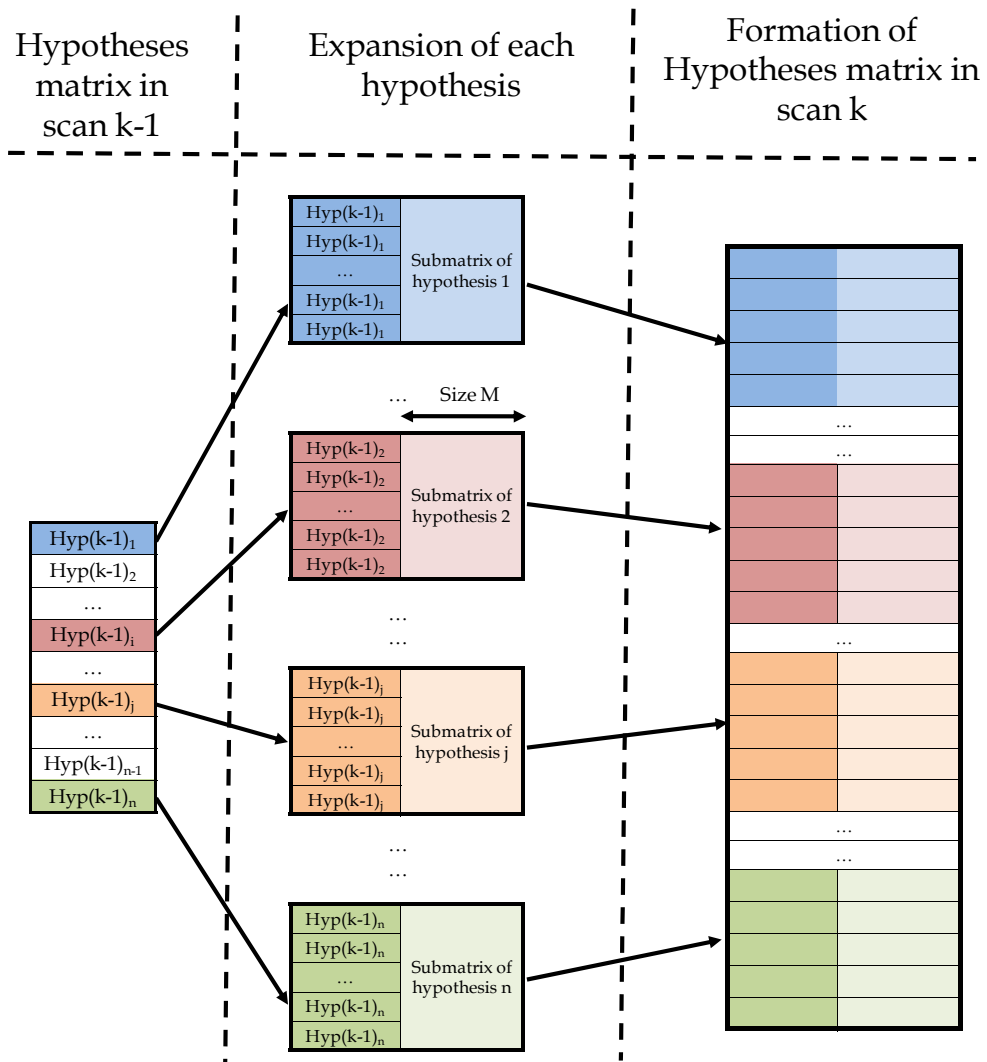 Hypotheses
matrix in
scan k-1
Expansion of each
hypothesis
Formation of
Hypotheses matrix in
scan k
Hyp(k-1)₁
Hyp(k-1)₂
...
Hyp(k-1)ᵢ
...
Hyp(k-1)ⱼ
...
Hyp(k-1)ₙ₋₁
Hyp(k-1)ₙ
Hyp(k-1)₁
Hyp(k-1)₁
...
Hyp(k-1)₁
Hyp(k-1)₁
Submatrix of
hypothesis 1
...
Size M
Hyp(k-1)₂
Hyp(k-1)₂
...
Hyp(k-1)₂
Hyp(k-1)₂
Submatrix of
hypothesis 2
...
...
Hyp(k-1)ⱼ
Hyp(k-1)ⱼ
...
Hyp(k-1)ⱼ
Hyp(k-1)ⱼ
Submatrix of
hypothesis j
...
...
Hyp(k-1)ₙ
Hyp(k-1)ₙ
...
Hyp(k-1)ₙ
Hyp(k-1)ₙ
Submatrix of
hypothesis n
...
...
...
...
...